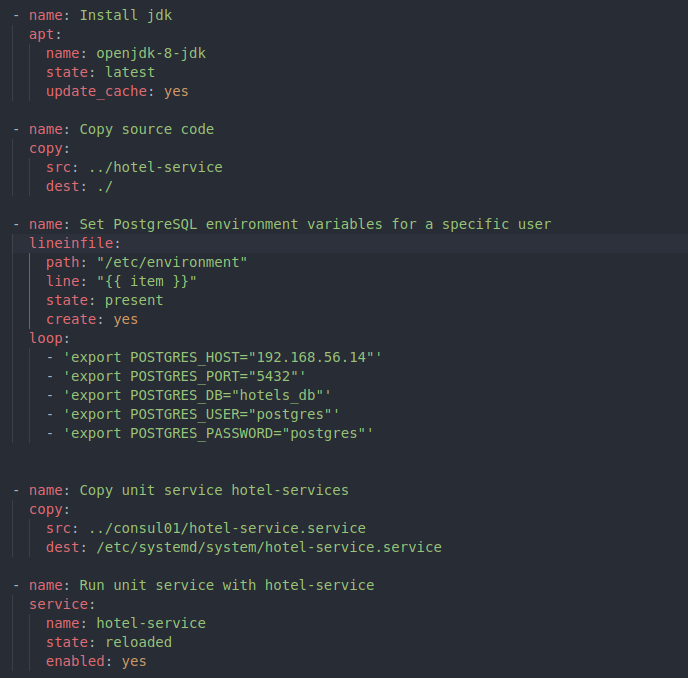 - name: Install jdk
  apt:
    name: openjdk-8-jdk
    state: latest
    update_cache: yes

- name: Copy source code
  copy:
    src: ../hotel-service
    dest: ./

- name: Set PostgreSQL environment variables for a specific user
  lineinfile:
    path: "/etc/environment"
    line: "{{ item }}"
    state: present
    create: yes
  loop:
    - 'export POSTGRES_HOST="192.168.56.14"'
    - 'export POSTGRES_PORT="5432"'
    - 'export POSTGRES_DB="hotels_db"'
    - 'export POSTGRES_USER="postgres"'
    - 'export POSTGRES_PASSWORD="postgres"'


- name: Copy unit service hotel-services
  copy:
    src: ../consul01/hotel-service.service
    dest: /etc/systemd/system/hotel-service.service

- name: Run unit service with hotel-service
  service:
    name: hotel-service
    state: reloaded
    enabled: yes